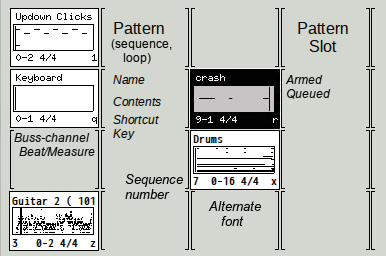 Updown Clicks
0-2 4/4 1
Pattern
(sequence,
loop)
Pattern
Slot
Keyboard
0-1 4/4 q
Name
Contents
Shortcut
Key
crash
9-1 4/4 r
Armed
Queued
Buss-channel
Beat/Measure
Drums
7 0-16 4/4 x
Sequence
number
Guitar 2 ( 101
3 0-2 4/4 z
Alternate
font